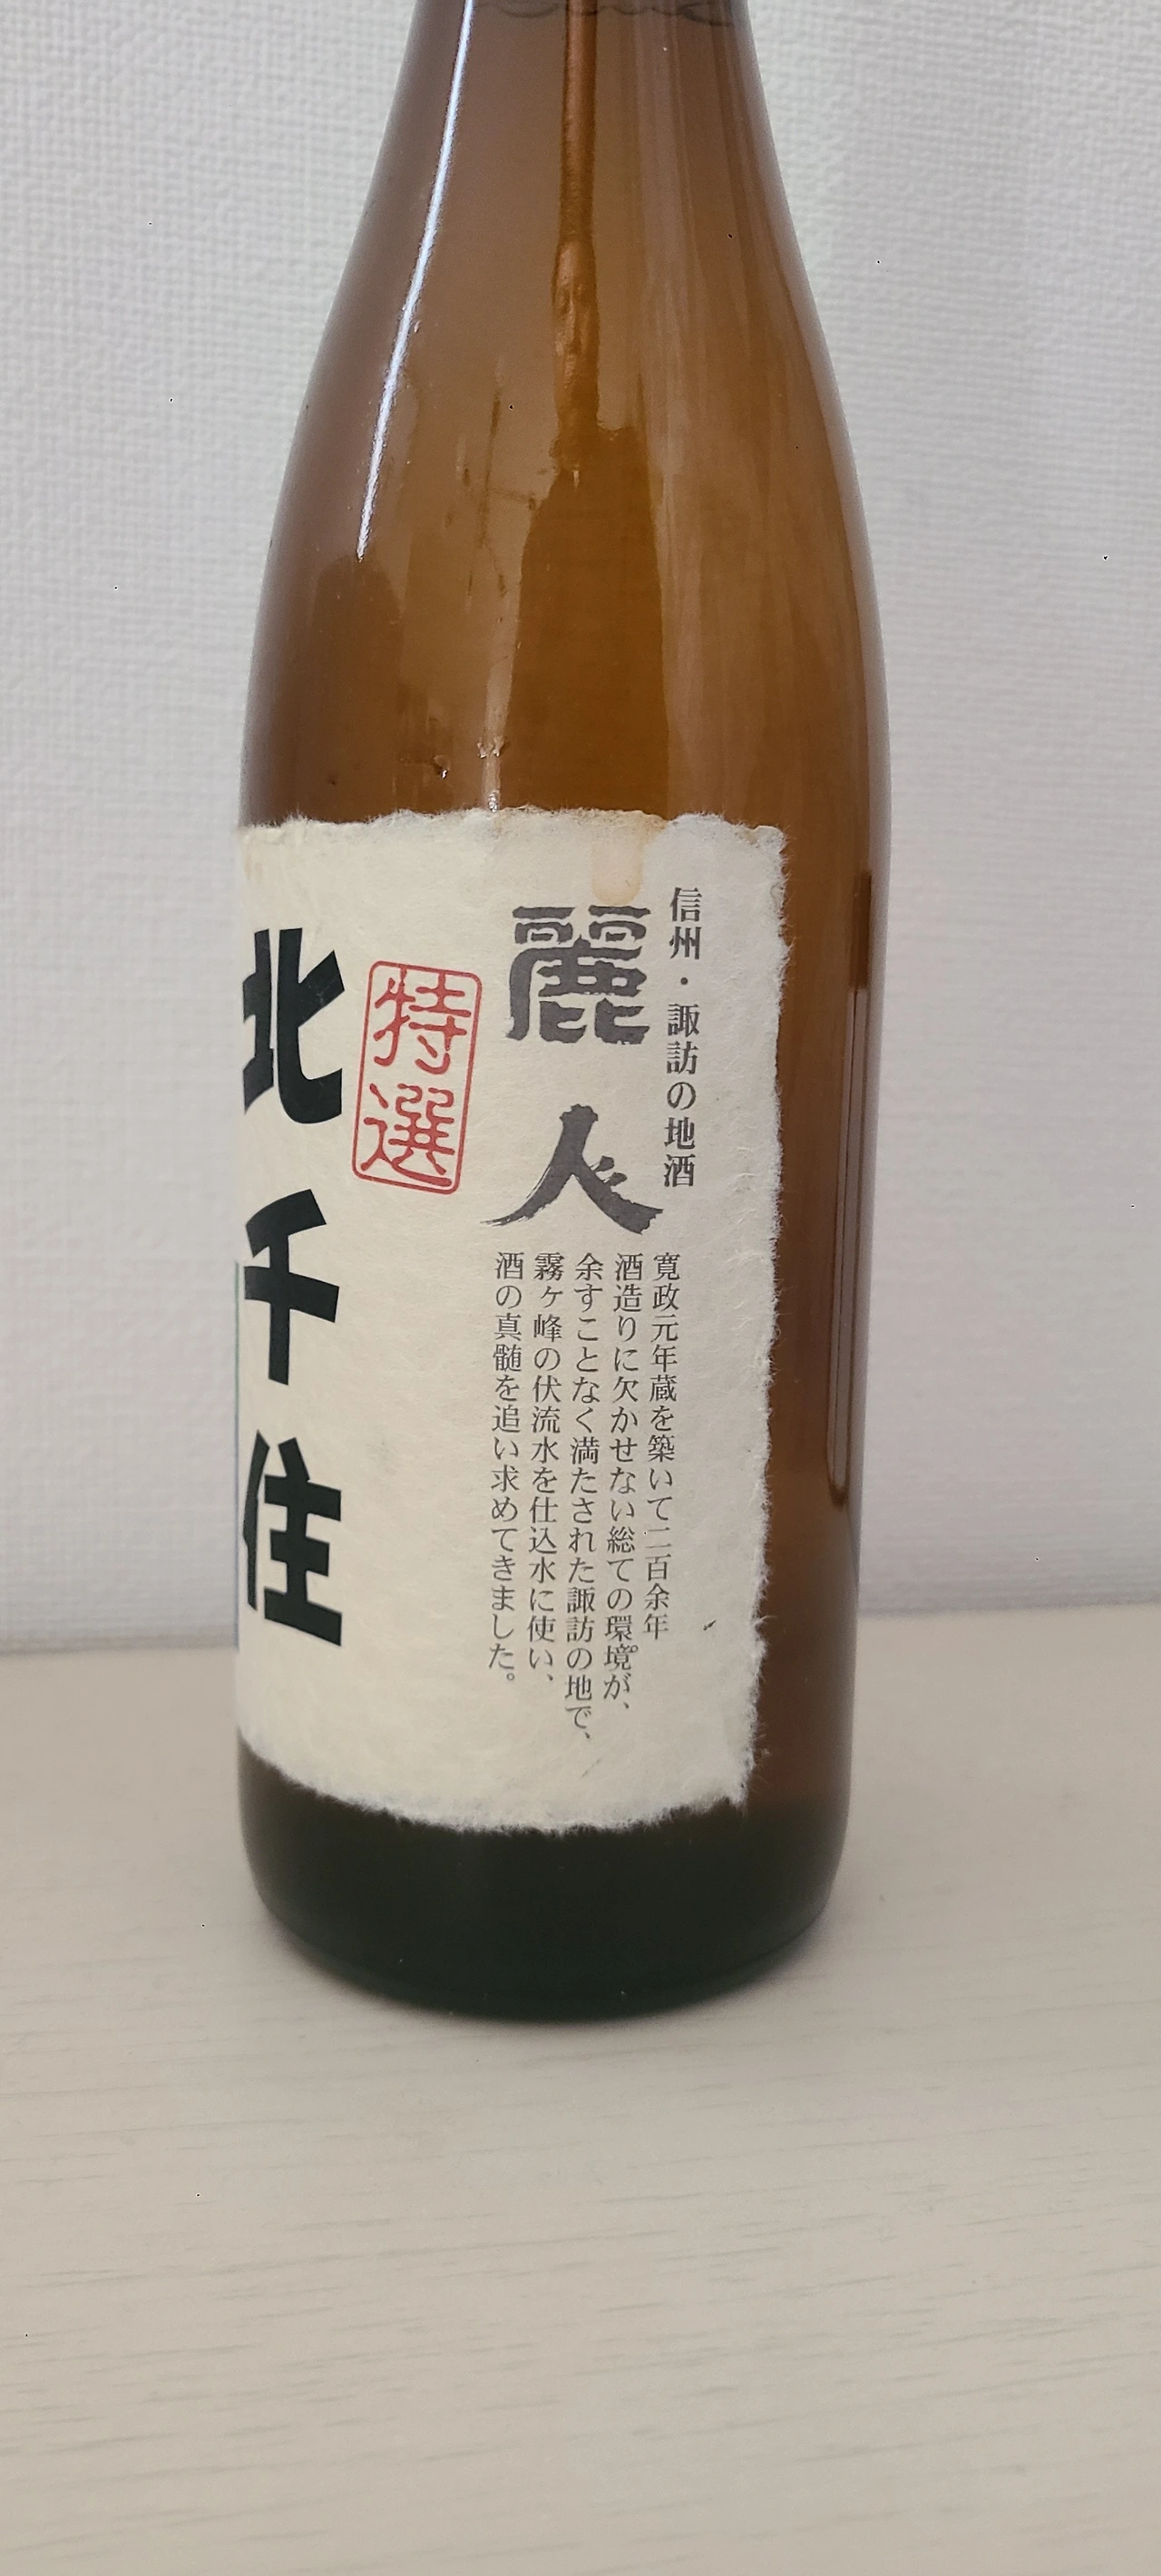 信州・諏訪の地酒
麗人
寛政元年蔵を築いて二百余年
酒造りに欠かせない総ての環境が、
余すことなく満たされた諏訪の地で、
霧ヶ峰の伏流水を仕込水に使い、
酒の真髄を追い求めてきました。
特選
北千住